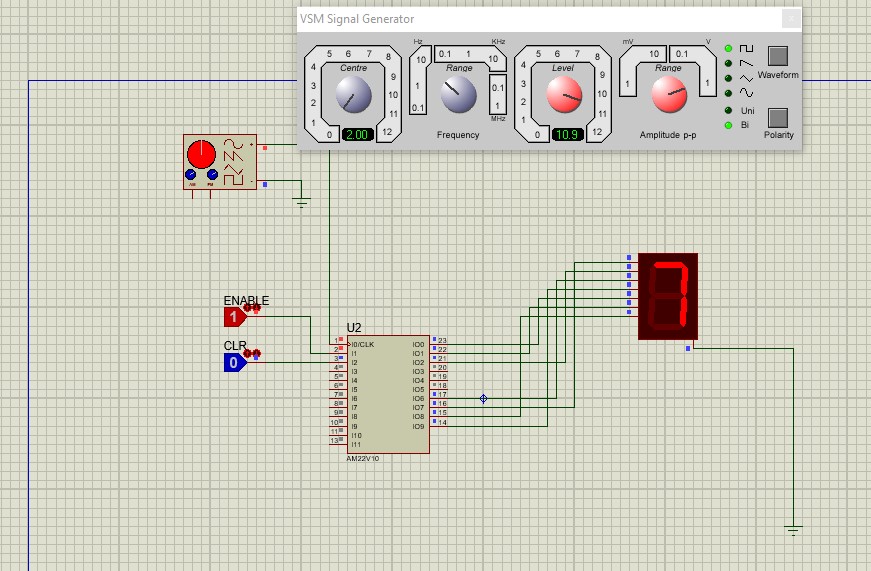 VSM Signal Generator
x
5 6 7 8
4 9
3 Centre 10
2 11
1 12
0 2.00
Hz KHz
10 0.1 1 10
Range
1 0.1
0.1 1
MHz
Frequency
5 6 7 8
4 9
3 Level 10
2 11
1 12
0 10.9
mV V
10 0.1
Range
1 1
Amplitude p-p
Waveform
Uni
Bi
Polarity
+
-
AM FM
ENABLE
1
CLR
0
U2
1 I0/CLK IO0 23
2 I1 IO1 22
3 I2 IO2 21
4 I3 IO3 20
5 I4 IO4 19
6 I5 IO5 18
7 I6 IO6 17
8 I7 IO7 16
9 I8 IO8 15
10 I9 IO9 14
11 I10
13 I11
AM22V10
7